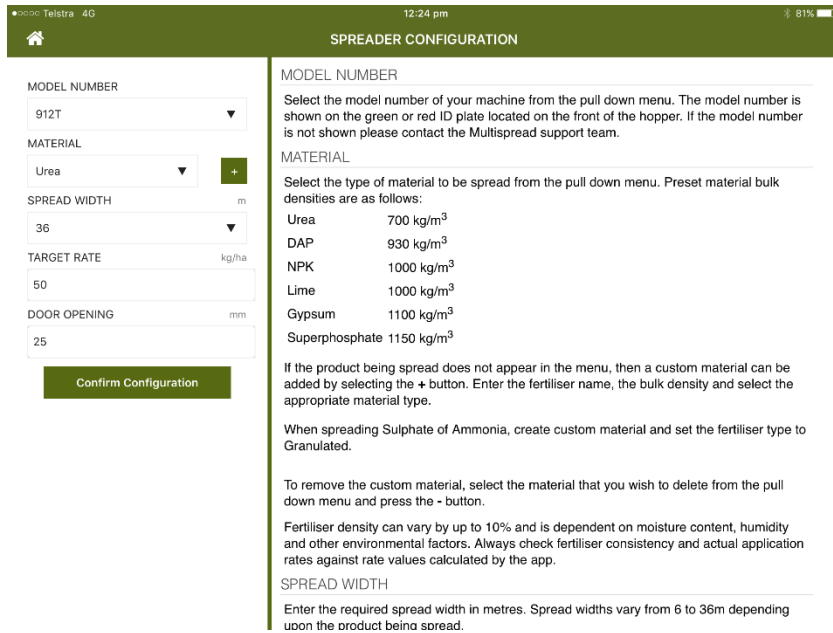 Telstra 4G 12:24 pm 81%
SPREADER CONFIGURATION
MODEL NUMBER
912T
MATERIAL
Urea
+
SPREAD WIDTH m
36
TARGET RATE kg/ha
50
DOOR OPENING mm
25
Confirm Configuration
MODEL NUMBER
Select the model number of your machine from the pull down menu. The model number is
shown on the green or red ID plate located on the front of the hopper. If the model number
is not shown please contact the Multispread support team.
MATERIAL
Select the type of material to be spread from the pull down menu. Preset material bulk
densities are as follows:
Urea 700 kg/m³
DAP 930 kg/m³
NPK 1000 kg/m³
Lime 1000 kg/m³
Gypsum 1100 kg/m³
Superphosphate 1150 kg/m³
If the product being spread does not appear in the menu, then a custom material can be
added by selecting the + button. Enter the fertiliser name, the bulk density and select the
appropriate material type.
When spreading Sulphate of Ammonia, create custom material and set the fertiliser type to
Granulated.
To remove the custom material, select the material that you wish to delete from the pull
down menu and press the - button.
Fertiliser density can vary by up to 10% and is dependent on moisture content, humidity
and other environmental factors. Always check fertiliser consistency and actual application
rates against rate values calculated by the app.
SPREAD WIDTH
Enter the required spread width in metres. Spread widths vary from 6 to 36m depending
upon the product being spread.